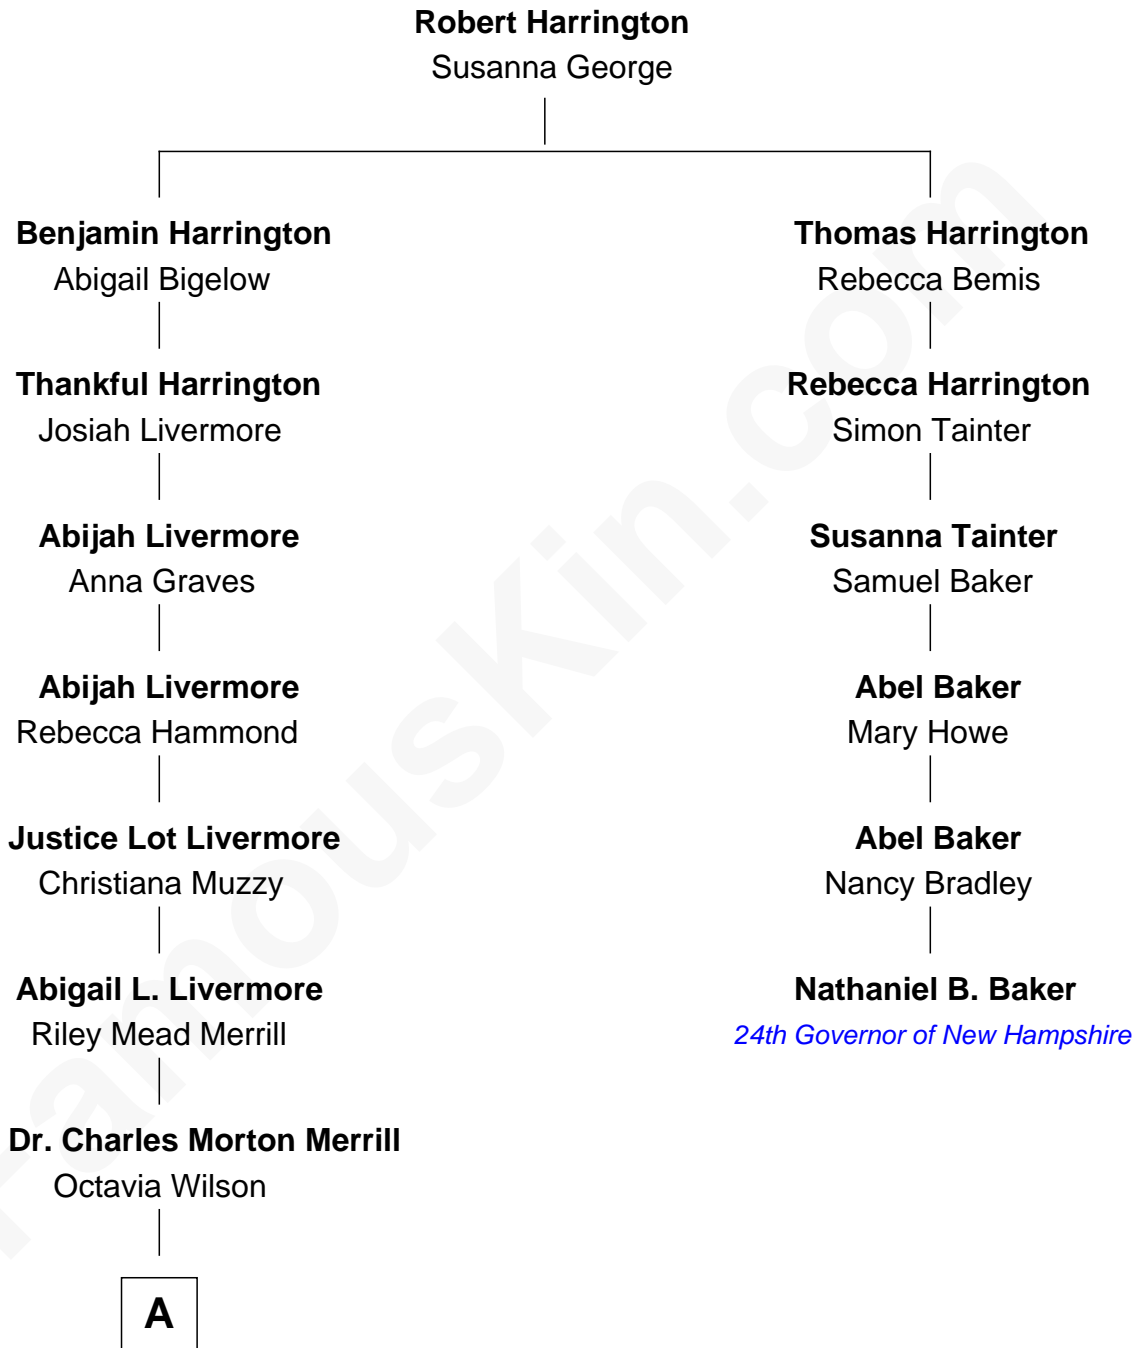 Robert Harrington
Susanna George
Benjamin Harrington
Abigail Bigelow
Thomas Harrington
Rebecca Bemis
Thankful Harrington
Josiah Livermore
Rebecca Harrington
Simon Tainter
Abijah Livermore
Anna Graves
Susanna Tainter
Samuel Baker
Abijah Livermore
Rebecca Hammond
Abel Baker
Mary Howe
Justice Lot Livermore
Christiana Muzzy
Abel Baker
Nancy Bradley
Abigail L. Livermore
Riley Mead Merrill
Nathaniel B. Baker
24th Governor of New Hampshire
Dr. Charles Morton Merrill
Octavia Wilson
A
FamousKin.com